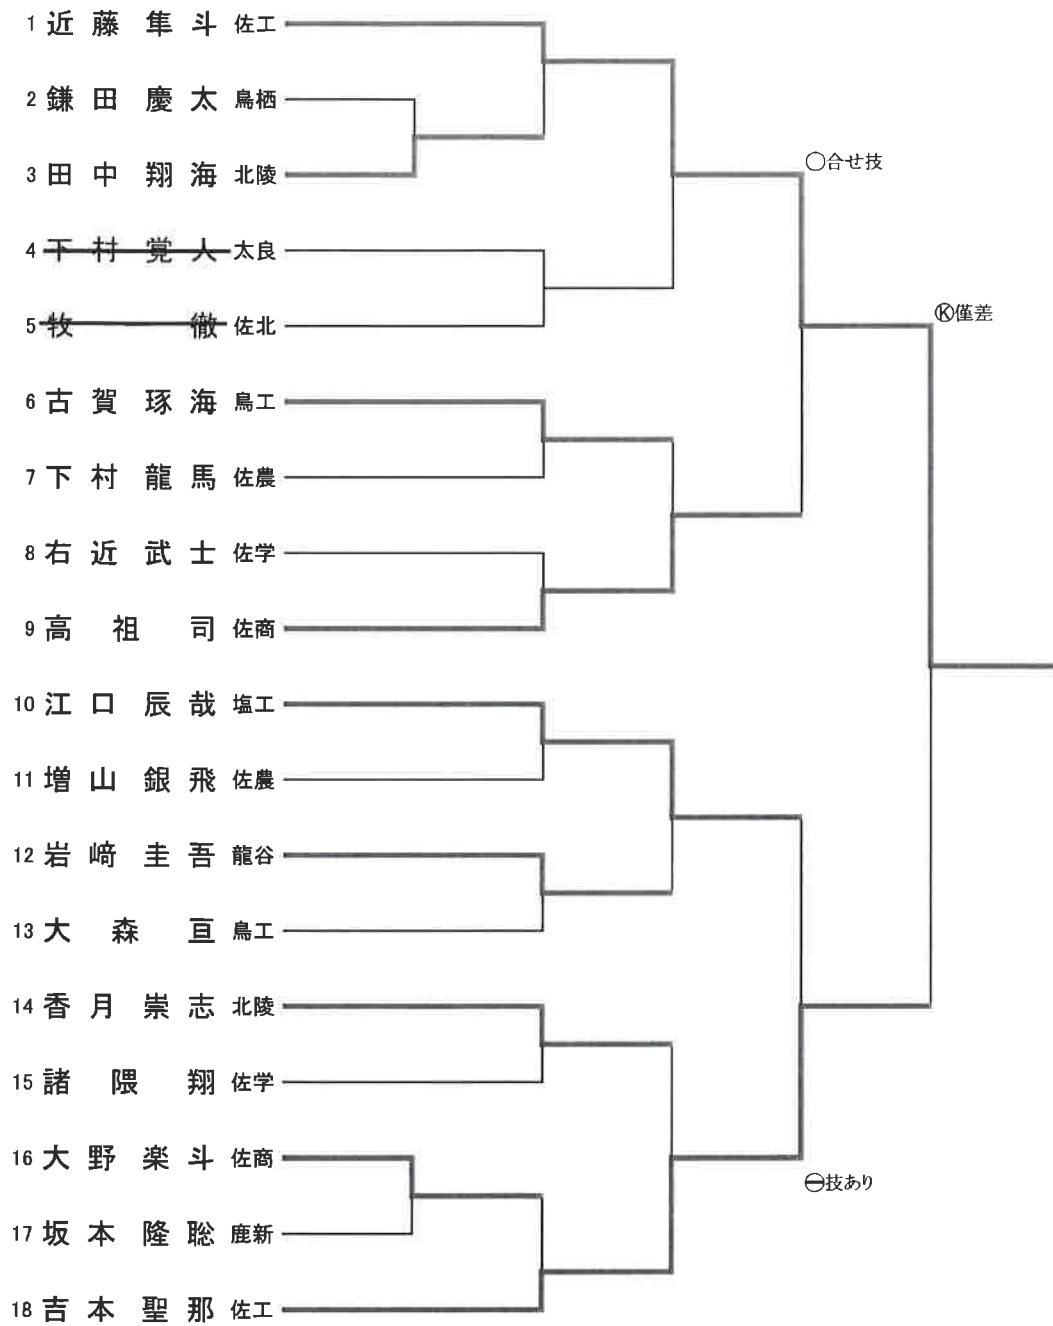 1 近藤隼斗 佐工
2 鎌田慶太 鳥栖
3 田中翔海 北陵
○合せ技
4 下村覚人 太良
Ⓚ僅差
5 牧徹 佐北
6 古賀琢海 鳥工
7 下村龍馬 佐農
8 右近武士 佐学
9 高祖司 佐商
10 江口辰哉 塩工
11 増山銀飛 佐農
12 岩﨑圭吾 龍谷
13 大森亘 鳥工
14 香月崇志 北陵
15 諸隈翔 佐学
16 大野楽斗 佐商
⊖技あり
17 坂本隆聡 鹿新
18 吉本聖那 佐工